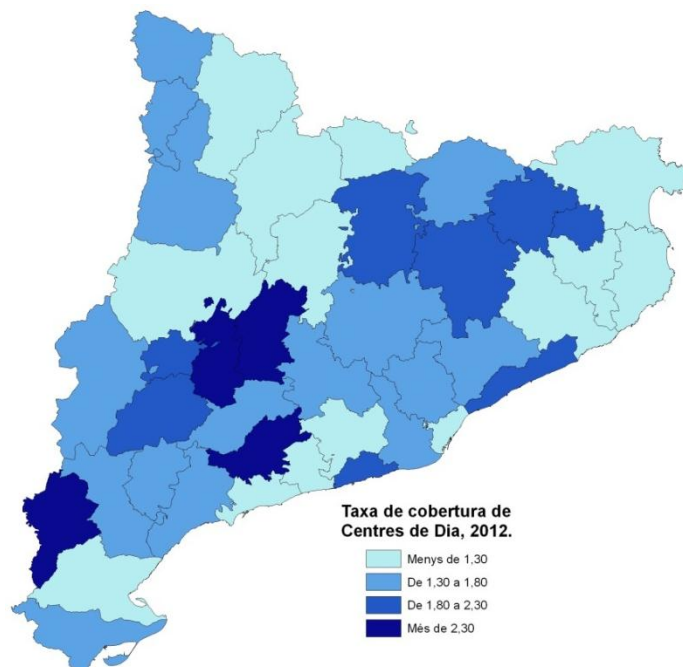 Taxa de cobertura de
Centres de Dia, 2012.
Menys de 1,30
De 1,30 a 1,80
De 1,80 a 2,30
Més de 2,30